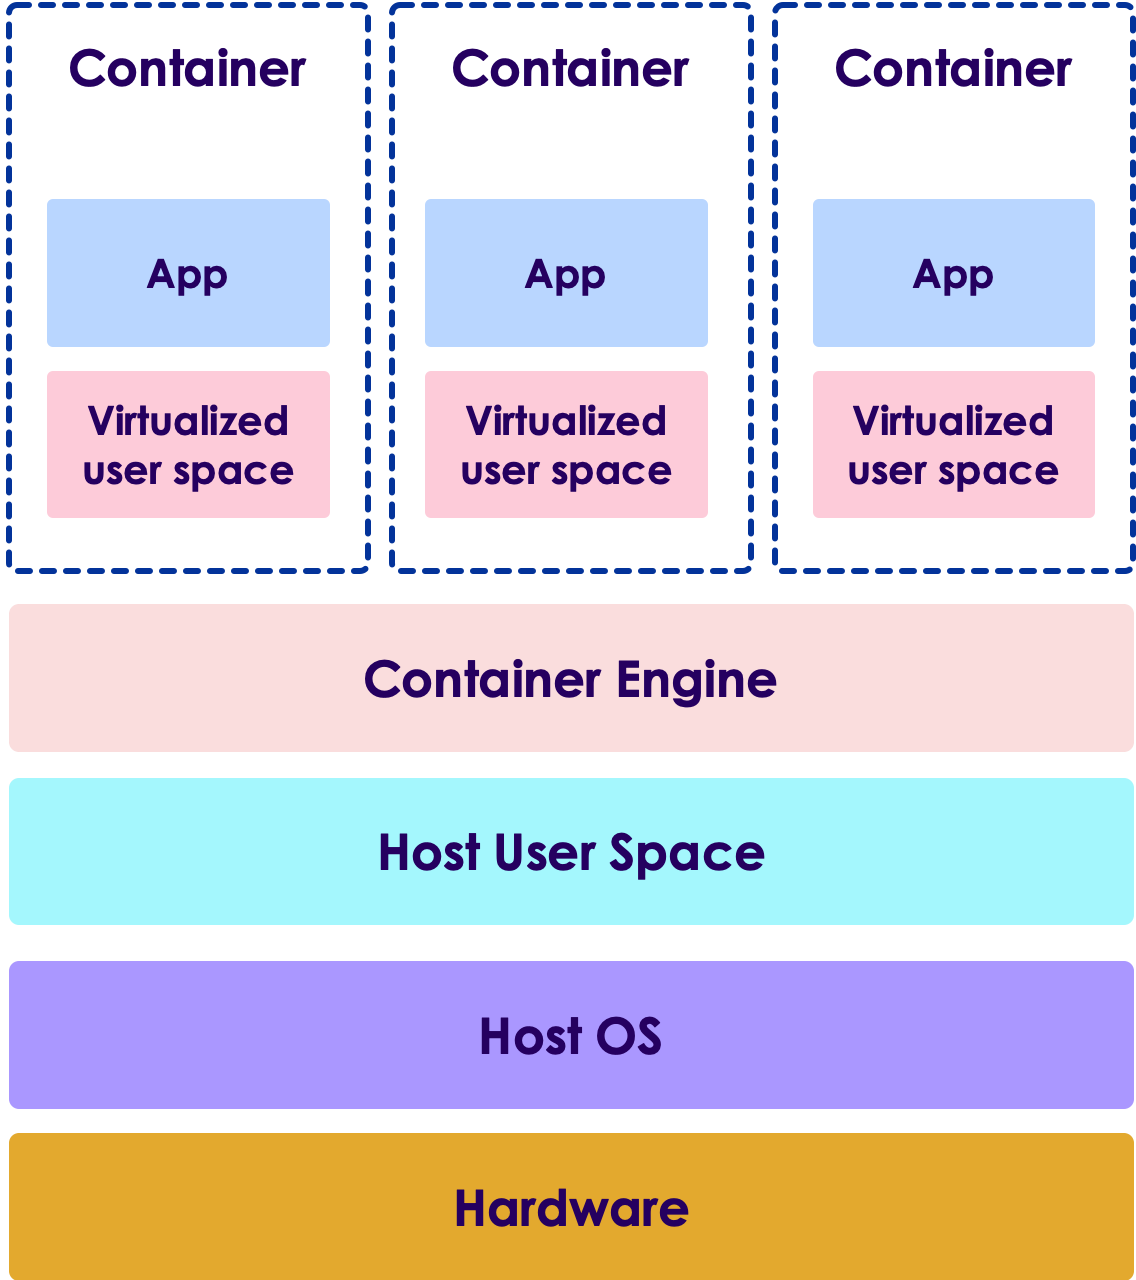 Container
Container
Container
App
App
App
Virtualized
user space
Virtualized
user space
Virtualized
user space
Container Engine
Host User Space
Host OS
Hardware